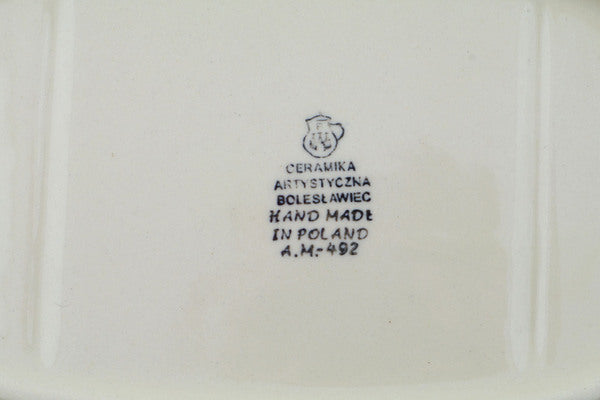 CERAMIKA
ARTYSTYCZNA
BOLESŁAWIEC
HAND MADE
IN POLAND
A.M.-492